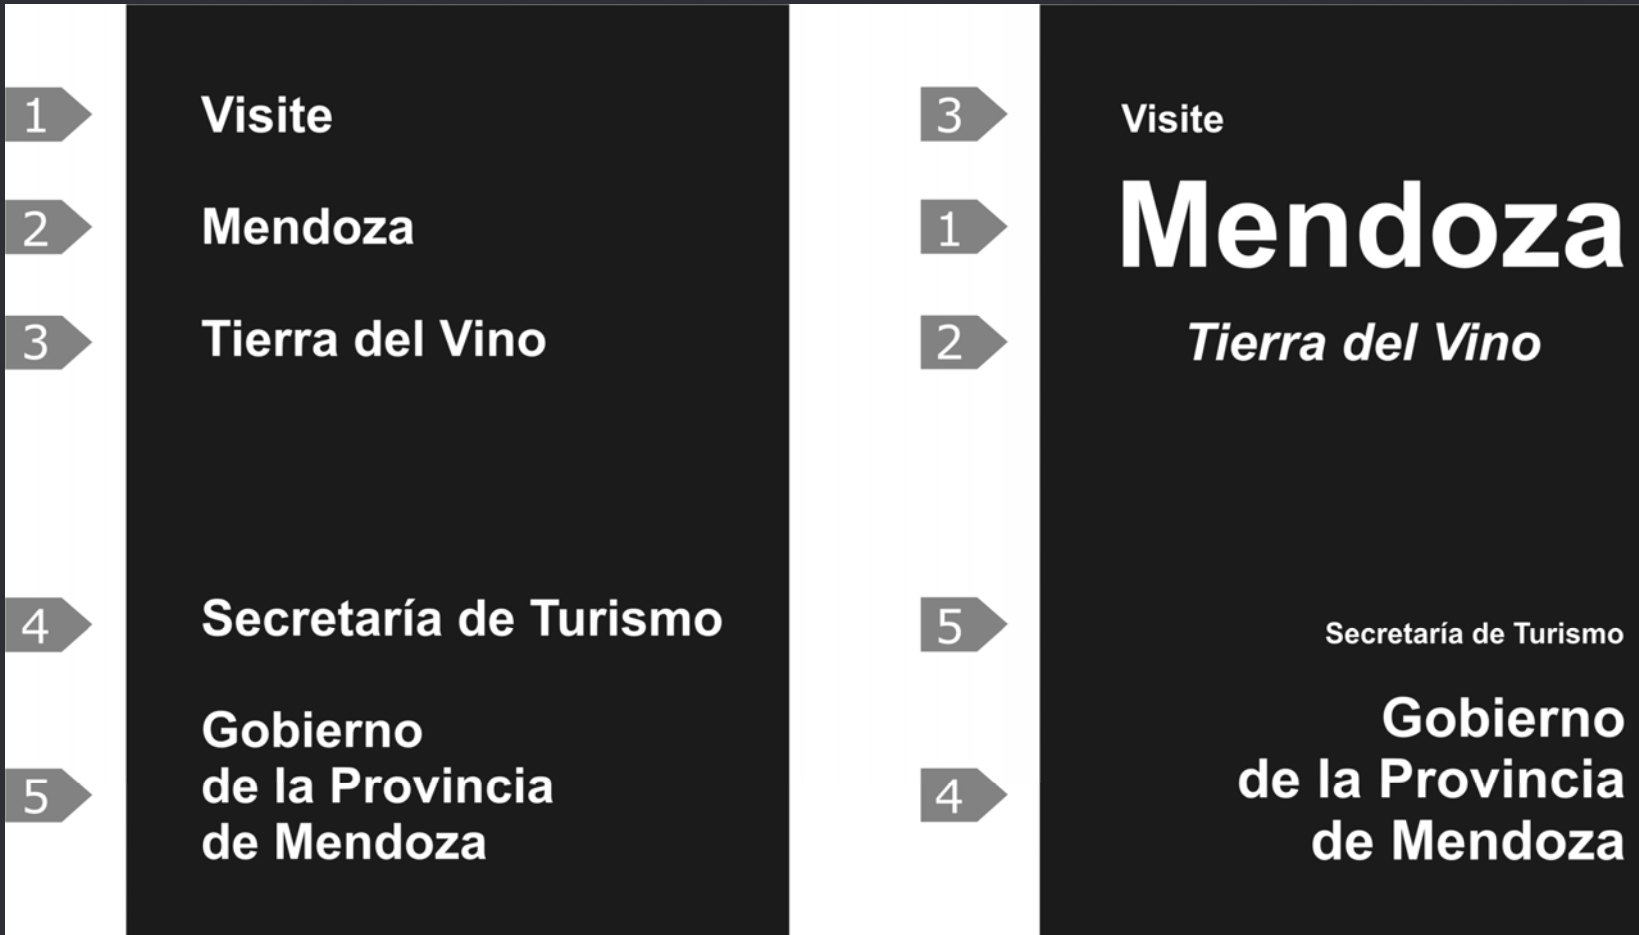 1
Visite
2
Mendoza
3
Tierra del Vino
4
Secretaría de Turismo
5
Gobierno
de la Provincia
de Mendoza
3
Visite
1
Mendoza
2
Tierra del Vino
5
Secretaría de Turismo
4
Gobierno
de la Provincia
de Mendoza